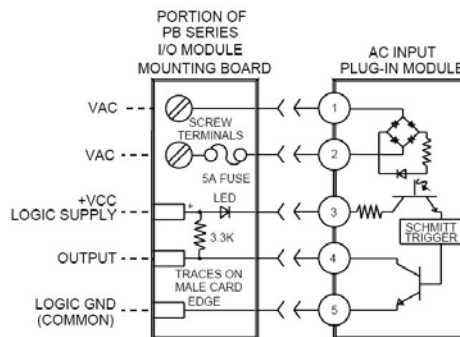 PORTION OF
PB SERIES
I/O MODULE
MOUNTING BOARD
AC INPUT
PLUG-IN MODULE
VAC
SCREW
TERMINALS
1
VAC
5A FUSE
2
+VCC
LOGIC SUPPLY
+
LED
3
3.3K
SCHMITT
TRIGGER
OUTPUT
4
TRACES ON
MALE CARD
EDGE
LOGIC GND
(COMMON)
5